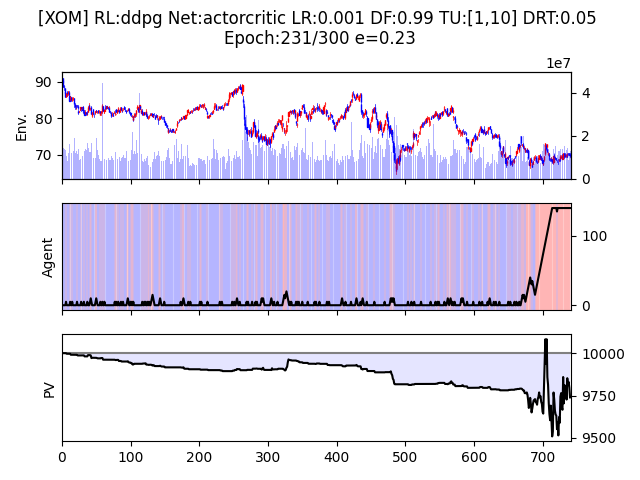 [XOM] RL:ddpg Net:actorcritic LR:0.001 DF:0.99 TU:[1,10] DRT:0.05
Epoch:231/300 e=0.23
1e7
90
80
70
Env.
4
2
0
Agent
100
0
PV
10000
9750
9500
0 100 200 300 400 500 600 700